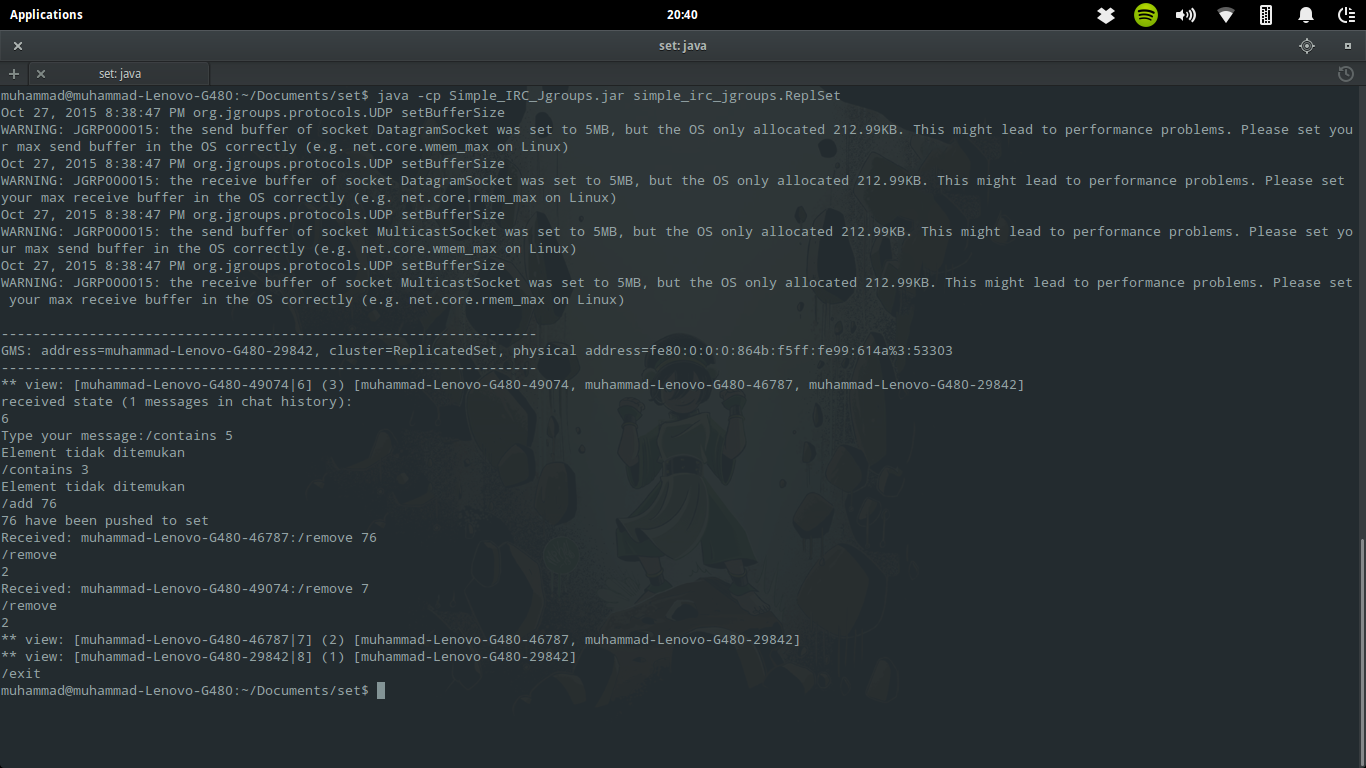 Applications
20:40
set: java
set: java
muhammad@muhammad-Lenovo-G480:~/Documents/set$ java -cp Simple_IRC_Jgroups.jar simple_irc_jgroups.ReplSet
Oct 27, 2015 8:38:47 PM org.jgroups.protocols.UDP setBufferSize
WARNING: JGRP000015: the send buffer of socket DatagramSocket was set to 5MB, but the OS only allocated 212.99KB. This might lead to performance problems. Please set you
r max send buffer in the OS correctly (e.g. net.core.wmem_max on Linux)
Oct 27, 2015 8:38:47 PM org.jgroups.protocols.UDP setBufferSize
WARNING: JGRP000015: the receive buffer of socket DatagramSocket was set to 5MB, but the OS only allocated 212.99KB. This might lead to performance problems. Please set
your max receive buffer in the OS correctly (e.g. net.core.rmem_max on Linux)
Oct 27, 2015 8:38:47 PM org.jgroups.protocols.UDP setBufferSize
WARNING: JGRP000015: the send buffer of socket MulticastSocket was set to 5MB, but the OS only allocated 212.99KB. This might lead to performance problems. Please set yo
ur max send buffer in the OS correctly (e.g. net.core.wmem_max on Linux)
Oct 27, 2015 8:38:47 PM org.jgroups.protocols.UDP setBufferSize
WARNING: JGRP000015: the receive buffer of socket MulticastSocket was set to 5MB, but the OS only allocated 212.99KB. This might lead to performance problems. Please set
 your max receive buffer in the OS correctly (e.g. net.core.rmem_max on Linux)
-------------------------------------------------------------------
GMS: address=muhammad-Lenovo-G480-29842, cluster=ReplicatedSet, physical address=fe80:0:0:0:864b:f5ff:fe99:614a%3:53303
-------------------------------------------------------------------
** view: [muhammad-Lenovo-G480-49074|6] (3) [muhammad-Lenovo-G480-49074, muhammad-Lenovo-G480-46787, muhammad-Lenovo-G480-29842]
received state (1 messages in chat history):
6
Type your message:/contains 5
Element tidak ditemukan
/contains 3
Element tidak ditemukan
/add 76
76 have been pushed to set
Received: muhammad-Lenovo-G480-46787:/remove 76
/remove
2
Received: muhammad-Lenovo-G480-49074:/remove 7
/remove
2
** view: [muhammad-Lenovo-G480-46787|7] (2) [muhammad-Lenovo-G480-46787, muhammad-Lenovo-G480-29842]
** view: [muhammad-Lenovo-G480-29842|8] (1) [muhammad-Lenovo-G480-29842]
/exit
muhammad@muhammad-Lenovo-G480:~/Documents/set$